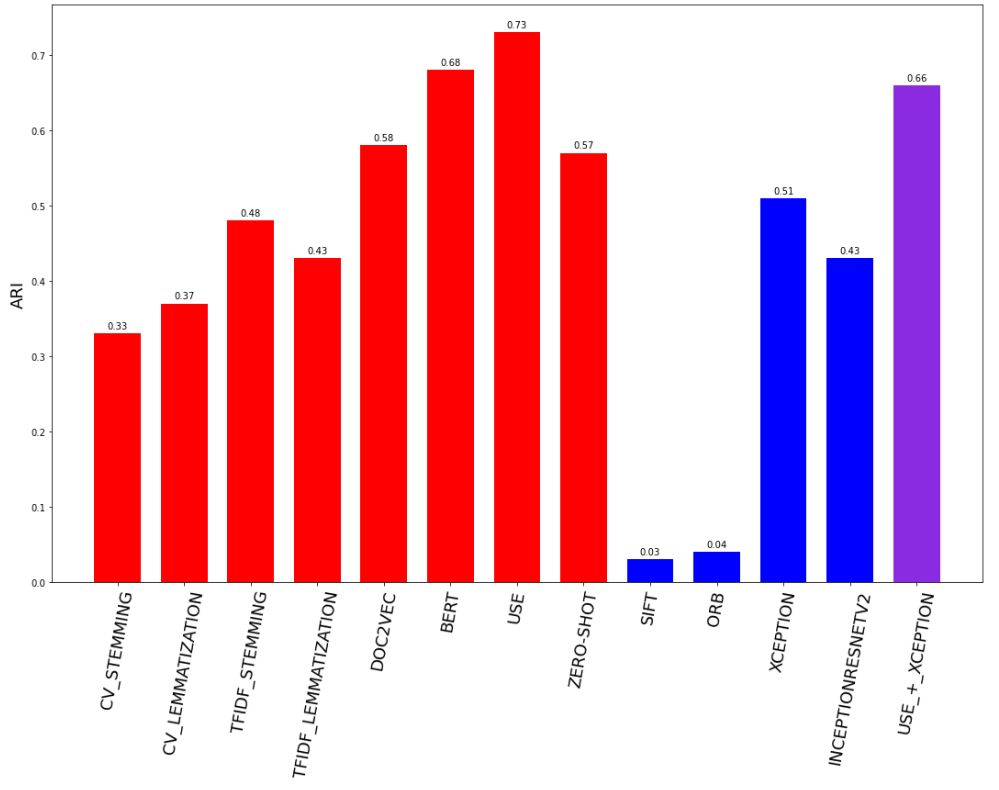 0.73
0.7
0.68
0.66
0.6
0.58
0.57
0.5
0.51
0.48
0.43
0.43
0.4
0.37
0.33
0.3
0.2
0.1
0.03
0.04
0.0
ARI
CV_STEMMING
CV_LEMMATIZATION
TFIDF_STEMMING
TFIDF_LEMMATIZATION
DOC2VEC
BERT
USE
ZERO-SHOT
SIFT
ORB
XCEPTION
INCEPTIONRESNETV2
USE_+_XCEPTION